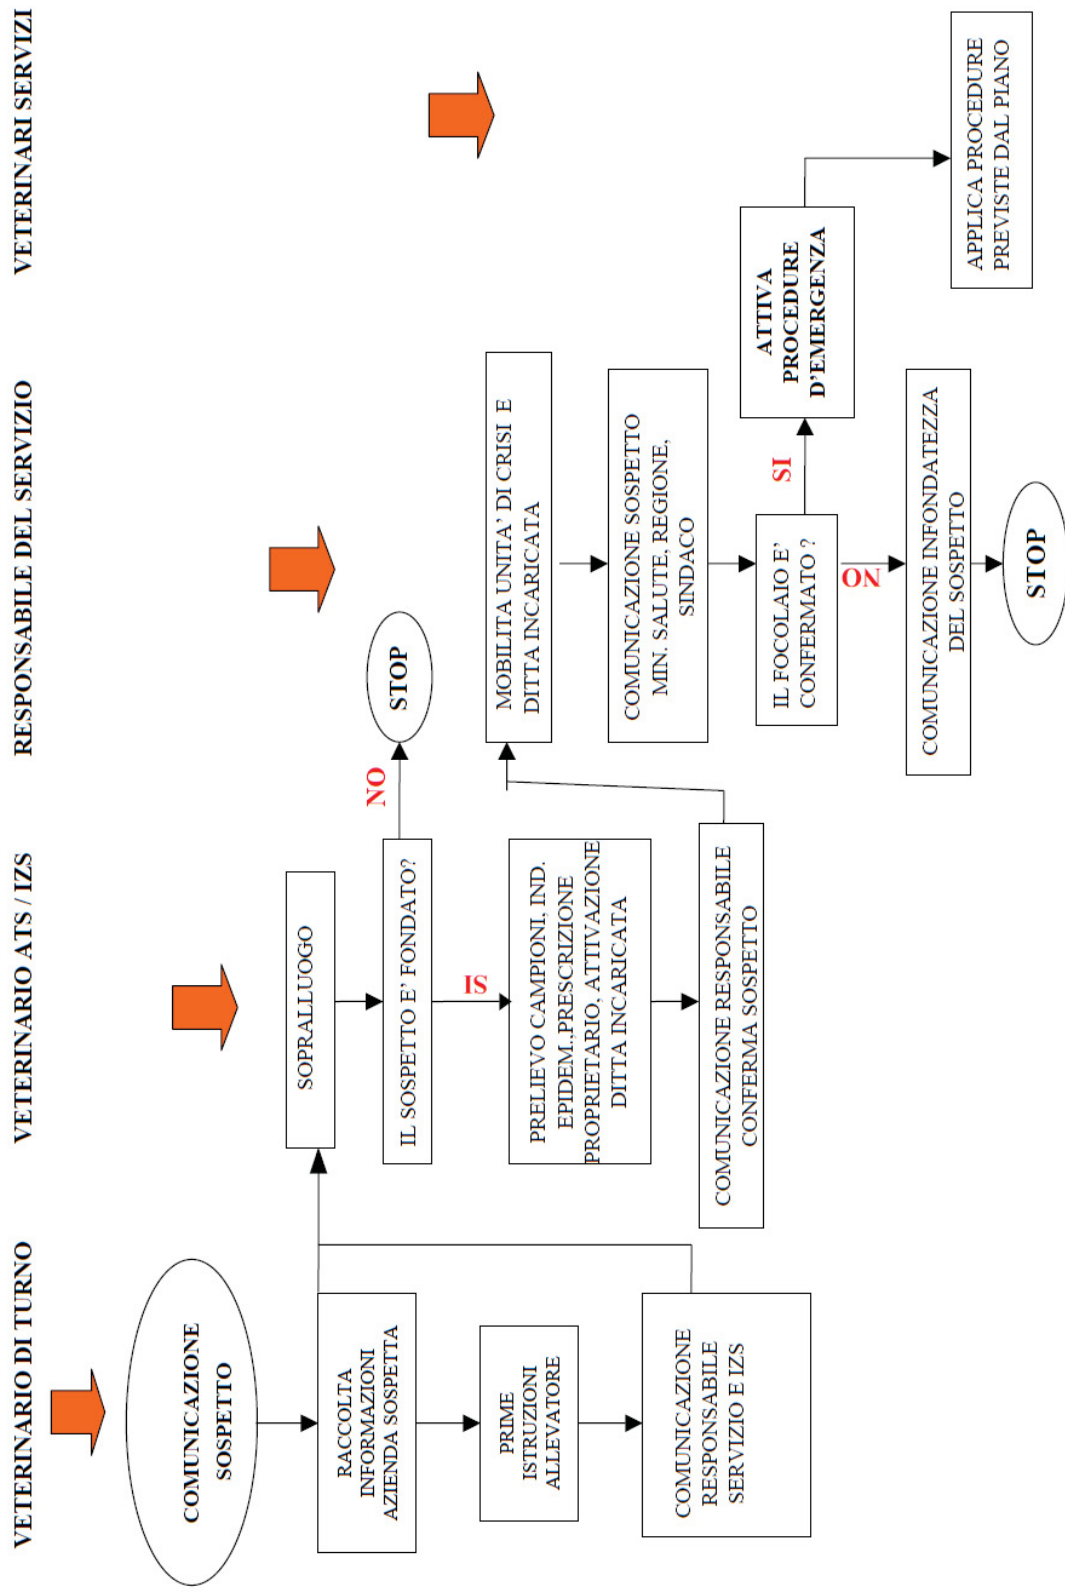 VETERINARIO DI TURNO
VETERINARIO ATS / IZS
RESPONSABILE DEL SERVIZIO
VETERINARI SERVIZI
COMUNICAZIONE
SOSPETTO
RACCOLTA
INFORMAZIONI
AZIENDA SOSPETTA
PRIME
ISTRUZIONI
ALLEVATORE
COMUNICAZIONE
RESPONSABILE
SERVIZIO E IZS
SOPRALLUOGO
IL SOSPETTO E' FONDATO?
NO
STOP
SI
PRELIEVO CAMPIONI, IND.
EPIDEM.,PRESCRIZIONE
PROPRIETARIO, ATTIVAZIONE
DITTA INCARICATA
COMUNICAZIONE RESPONSABILE
CONFERMA SOSPETTO
MOBILITA UNITA' DI CRISI E
DITTA INCARICATA
COMUNICAZIONE SOSPETTO
MIN. SALUTE, REGIONE,
SINDACO
IL FOCOLAIO E'
CONFERMATO ?
SI
NO
COMUNICAZIONE INFONDATEZZA
DEL SOSPETTO
STOP
ATTIVA
PROCEDURE
D'EMERGENZA
APPLICA PROCEDURE
PREVISTE DAL PIANO